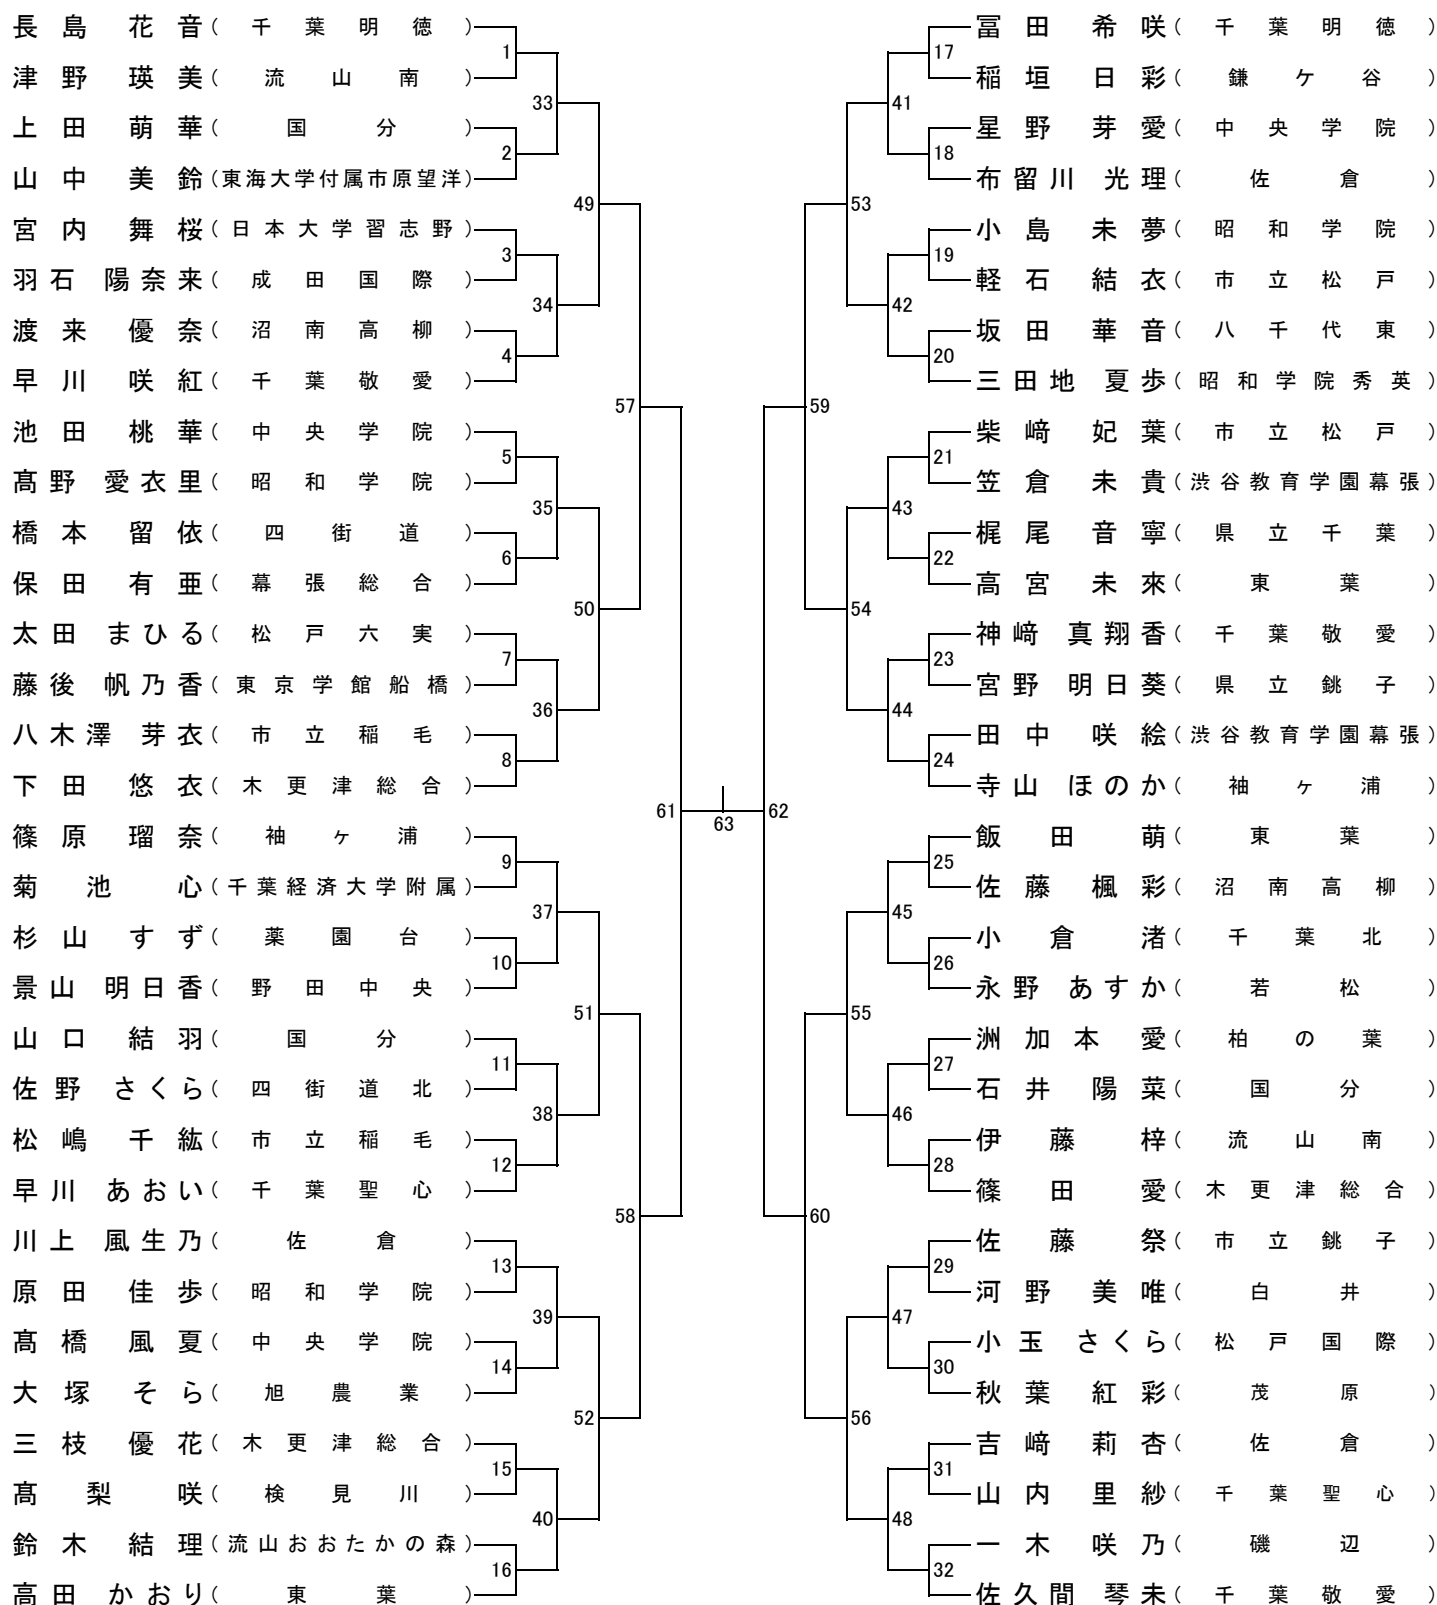 長島 花音(千葉明徳)
1
津野 瑛美(流山南)
33
上田 萌華(国分)
2
山中 美鈴(東海大学付属市原望洋)
49
宮内 舞桜(日本大学習志野)
3
羽石 陽奈来(成田国際)
34
渡来 優奈(沼南高柳)
4
早川 咲紅(千葉敬愛)
57
池田 桃華(中央学院)
5
髙野 愛衣里(昭和学院)
35
橋本 留依(四街道)
6
保田 有亜(幕張総合)
50
太田 まひる(松戸六実)
7
藤後 帆乃香(東京学館船橋)
36
八木澤 芽衣(市立稲毛)
8
下田 悠衣(木更津総合)
61
篠原 瑠奈(袖ヶ浦)
9
菊池 心(千葉経済大学附属)
37
杉山 すず(薬園台)
10
景山 明日香(野田中央)
51
山口 結羽(国分)
11
佐野 さくら(四街道北)
38
松嶋 千紘(市立稲毛)
12
早川 あおい(千葉聖心)
58
川上 風生乃(佐倉)
13
原田 佳歩(昭和学院)
39
髙橋 風夏(中央学院)
14
大塚 そら(旭農業)
52
三枝 優花(木更津総合)
15
髙梨 咲(検見川)
40
鈴木 結理(流山おおたかの森)
16
高田 かおり(東葉)
63
冨田 希咲(千葉明徳)
17
稲垣 日彩(鎌ケ谷)
41
星野 芽愛(中央学院)
18
布留川 光理(佐倉)
53
小島 未夢(昭和学院)
19
軽石 結衣(市立松戸)
42
坂田 華音(八千代東)
20
三田地 夏歩(昭和学院秀英)
59
柴﨑 妃葉(市立松戸)
21
笠倉 未貴(渋谷教育学園幕張)
43
梶尾 音寧(県立千葉)
22
高宮 未來(東葉)
54
神﨑 真翔香(千葉敬愛)
23
宮野 明日葵(県立銚子)
44
田中 咲絵(渋谷教育学園幕張)
24
寺山 ほのか(袖ヶ浦)
62
飯田 萌(東葉)
25
佐藤 楓彩(沼南高柳)
45
小倉 渚(千葉北)
26
永野 あすか(若松)
55
洲加本 愛(柏の葉)
27
石井 陽菜(国分)
46
伊藤 梓(流山南)
28
篠田 愛(木更津総合)
60
佐藤 祭(市立銚子)
29
河野 美唯(白井)
47
小玉 さくら(松戸国際)
30
秋葉 紅彩(茂原)
56
吉﨑 莉杏(佐倉)
31
山内 里紗(千葉聖心)
48
一木 咲乃(磯辺)
32
佐久間 琴未(千葉敬愛)